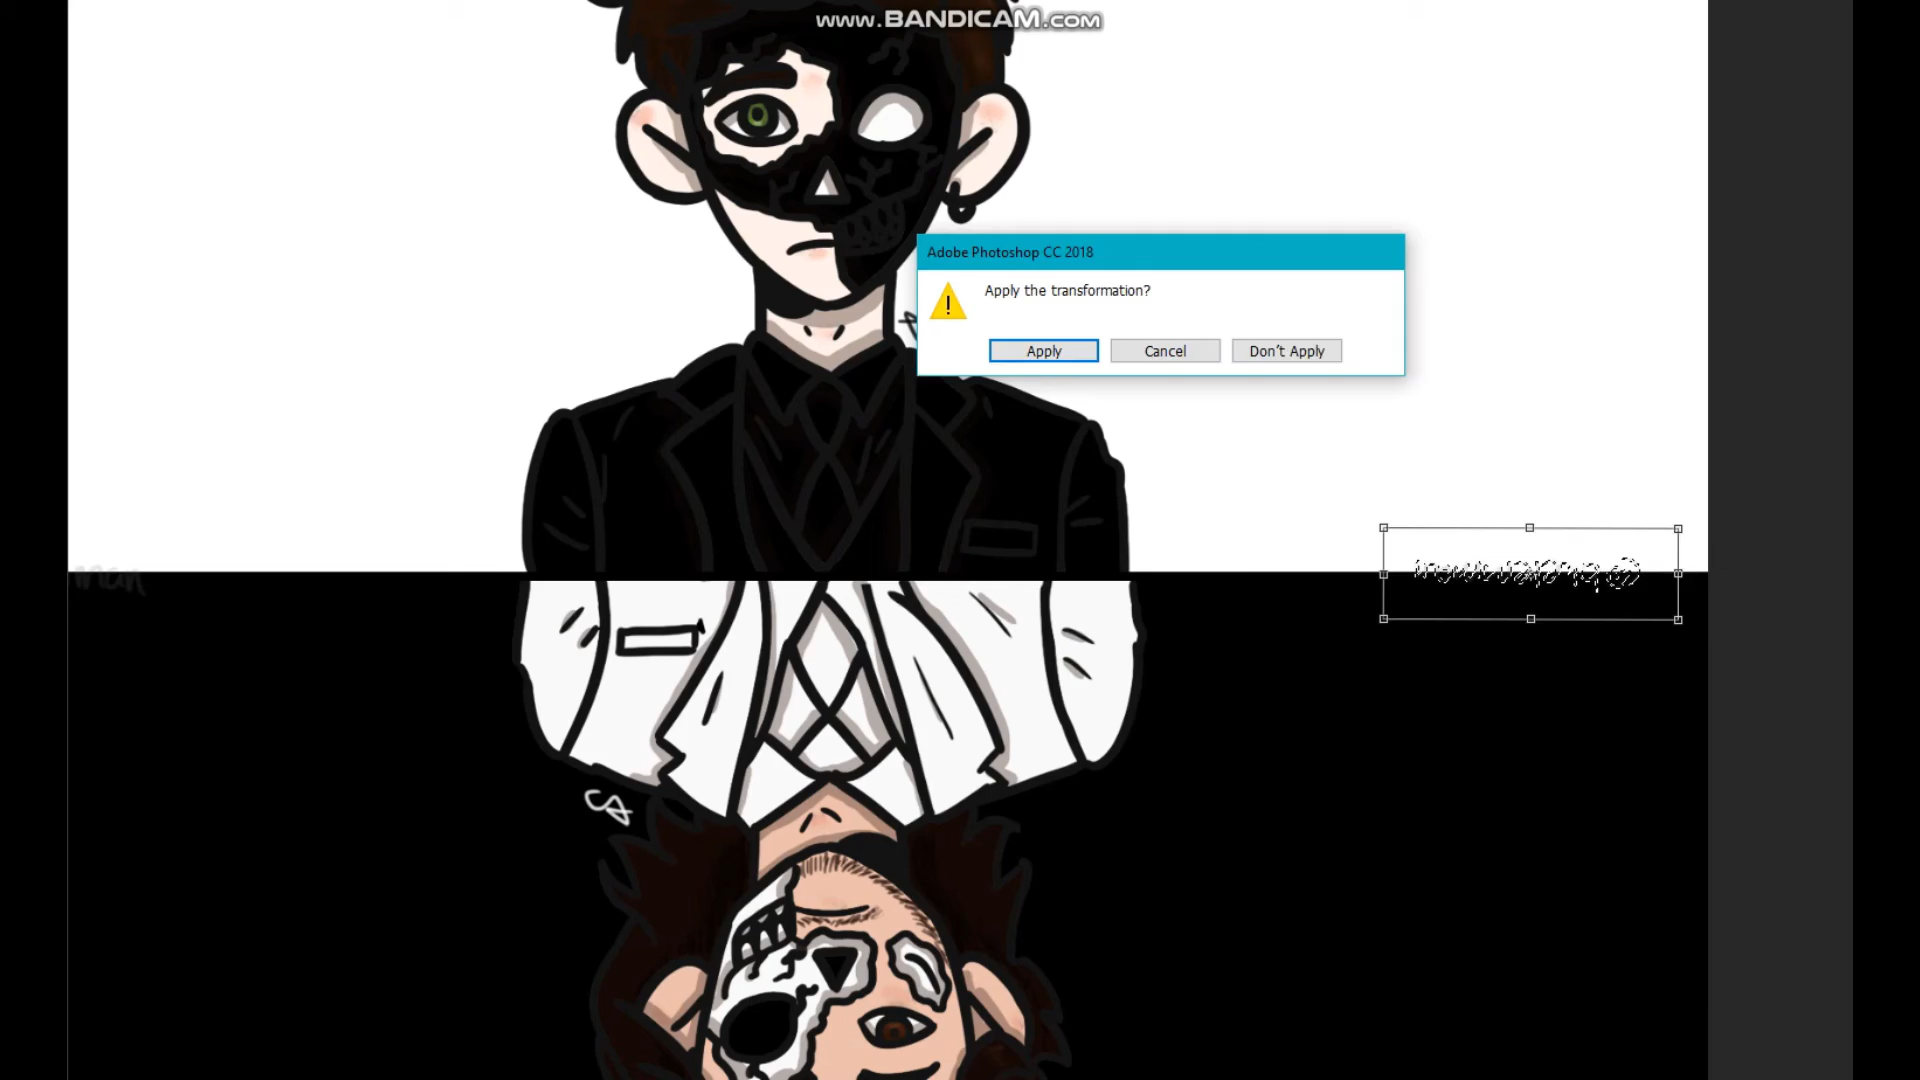 www.BANDICAM.com
Adobe Photoshop CC 2018
Apply the transformation?
Apply
Cancel
Don't Apply